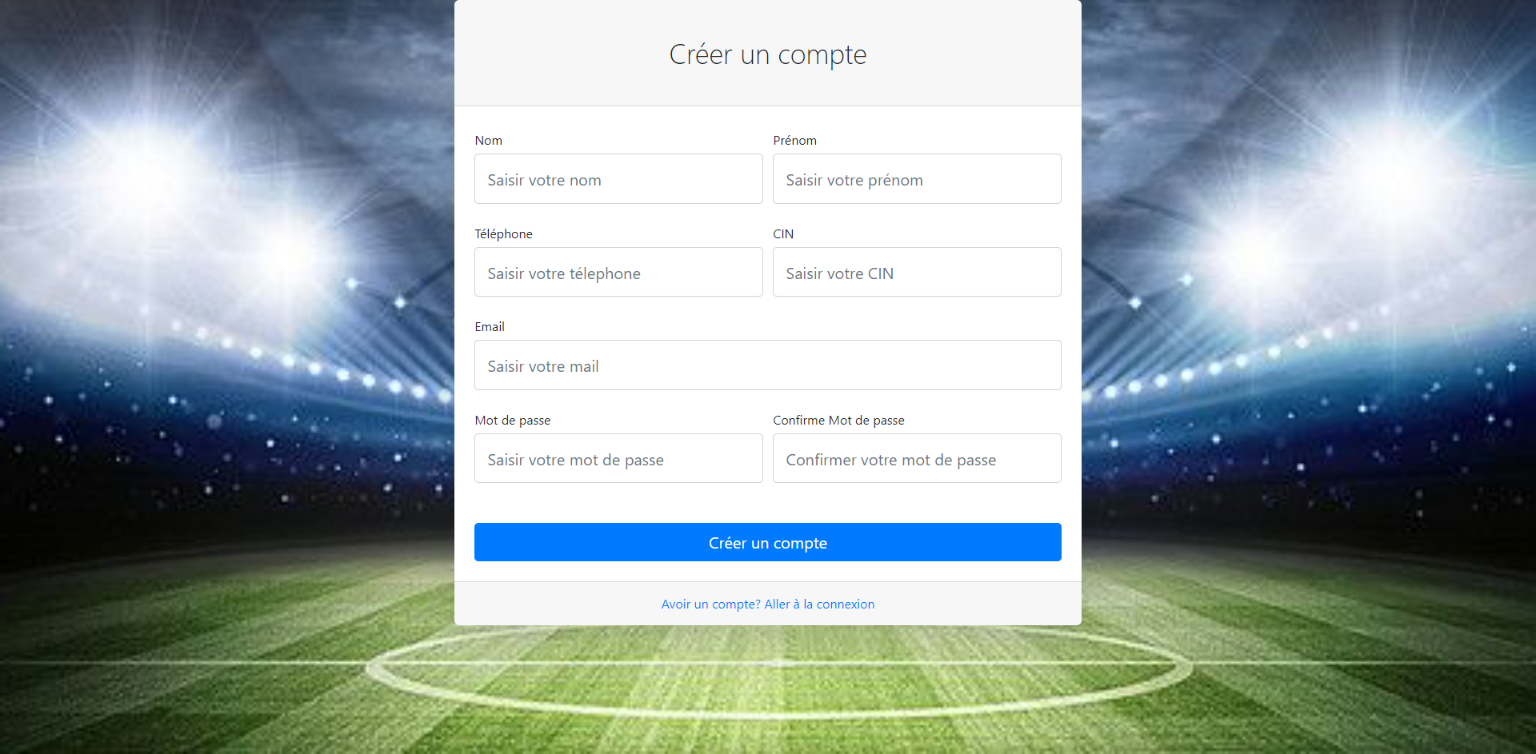 Créer un compte
Nom
Prénom
Saisir votre nom
Saisir votre prénom
Téléphone
CIN
Saisir votre télephone
Saisir votre CIN
Email
Saisir votre mail
Mot de passe
Confirme Mot de passe
Saisir votre mot de passe
Confirmer votre mot de passe
Créer un compte
Avoir un compte? Aller à la connexion